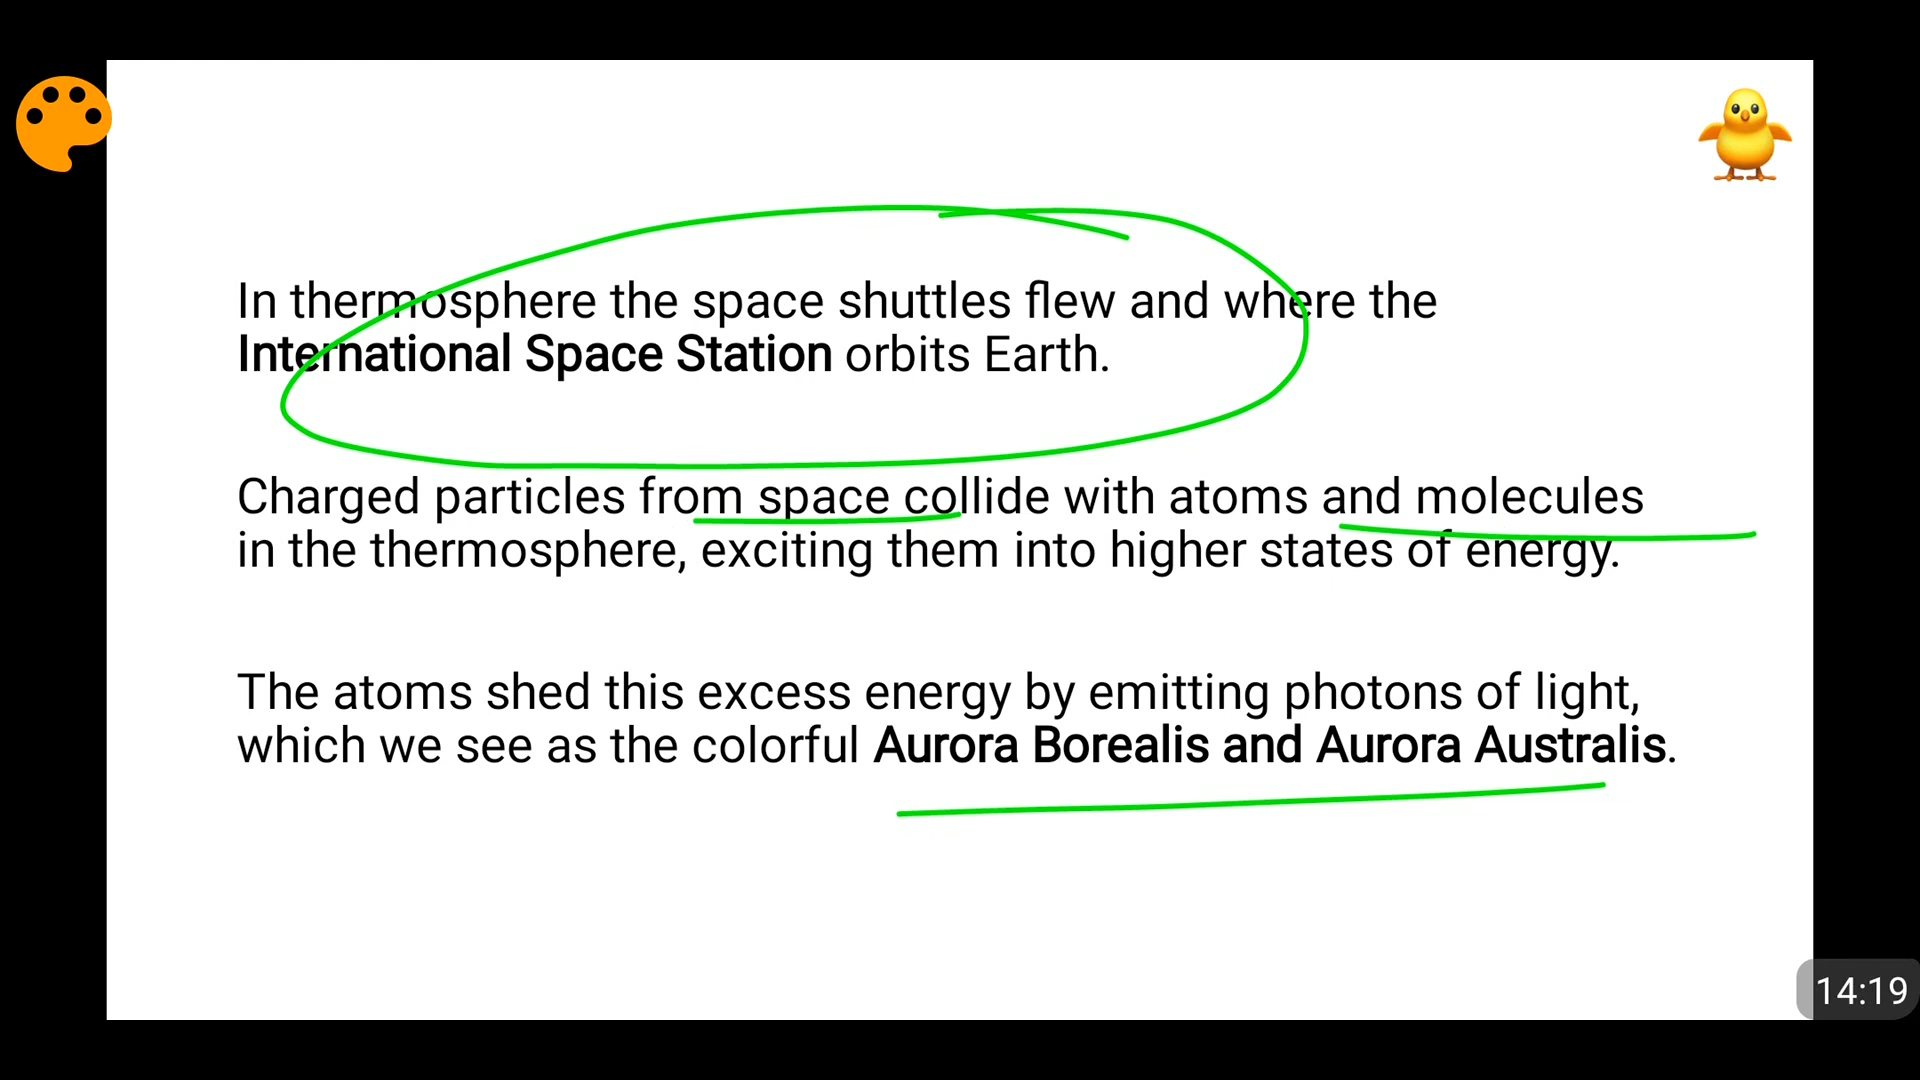 In thermosphere the space shuttles flew and where the
International Space Station orbits Earth.
Charged particles from space collide with atoms and molecules
in the thermosphere, exciting them into higher states of energy.
The atoms shed this excess energy by emitting photons of light,
which we see as the colorful Aurora Borealis and Aurora Australis.
14:19